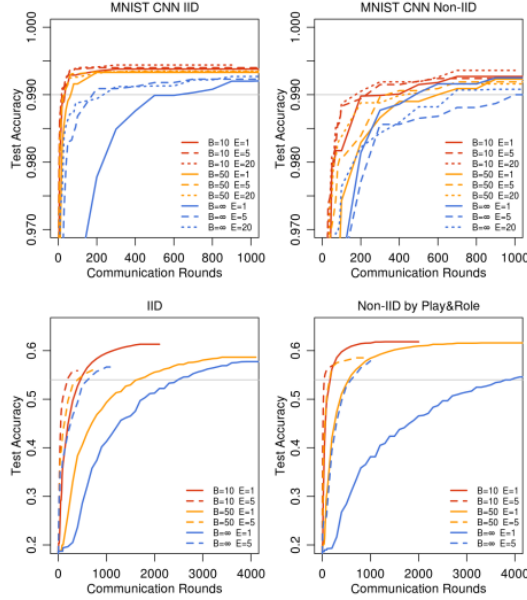 MNIST CNN IID
Test Accuracy
1.000
0.990
0.980
0.970
B=10 E=1
B=10 E=5
B=10 E=20
B=50 E=1
B=50 E=5
B=50 E=20
B=∞ E=1
B=∞ E=5
B=∞ E=20
0 200 400 600 800 1000
Communication Rounds
MNIST CNN Non-IID
Test Accuracy
1.000
0.990
0.980
0.970
B=10 E=1
B=10 E=5
B=10 E=20
B=50 E=1
B=50 E=5
B=50 E=20
B=∞ E=1
B=∞ E=5
B=∞ E=20
0 200 400 600 800 1000
Communication Rounds
IID
Test Accuracy
0.6
0.5
0.4
0.3
0.2
B=10 E=1
B=10 E=5
B=50 E=1
B=50 E=5
B=∞ E=1
B=∞ E=5
0 1000 2000 3000 4000
Communication Rounds
Non-IID by Play&Role
Test Accuracy
0.6
0.5
0.4
0.3
0.2
B=10 E=1
B=10 E=5
B=50 E=1
B=50 E=5
B=∞ E=1
B=∞ E=5
0 1000 2000 3000 4000
Communication Rounds